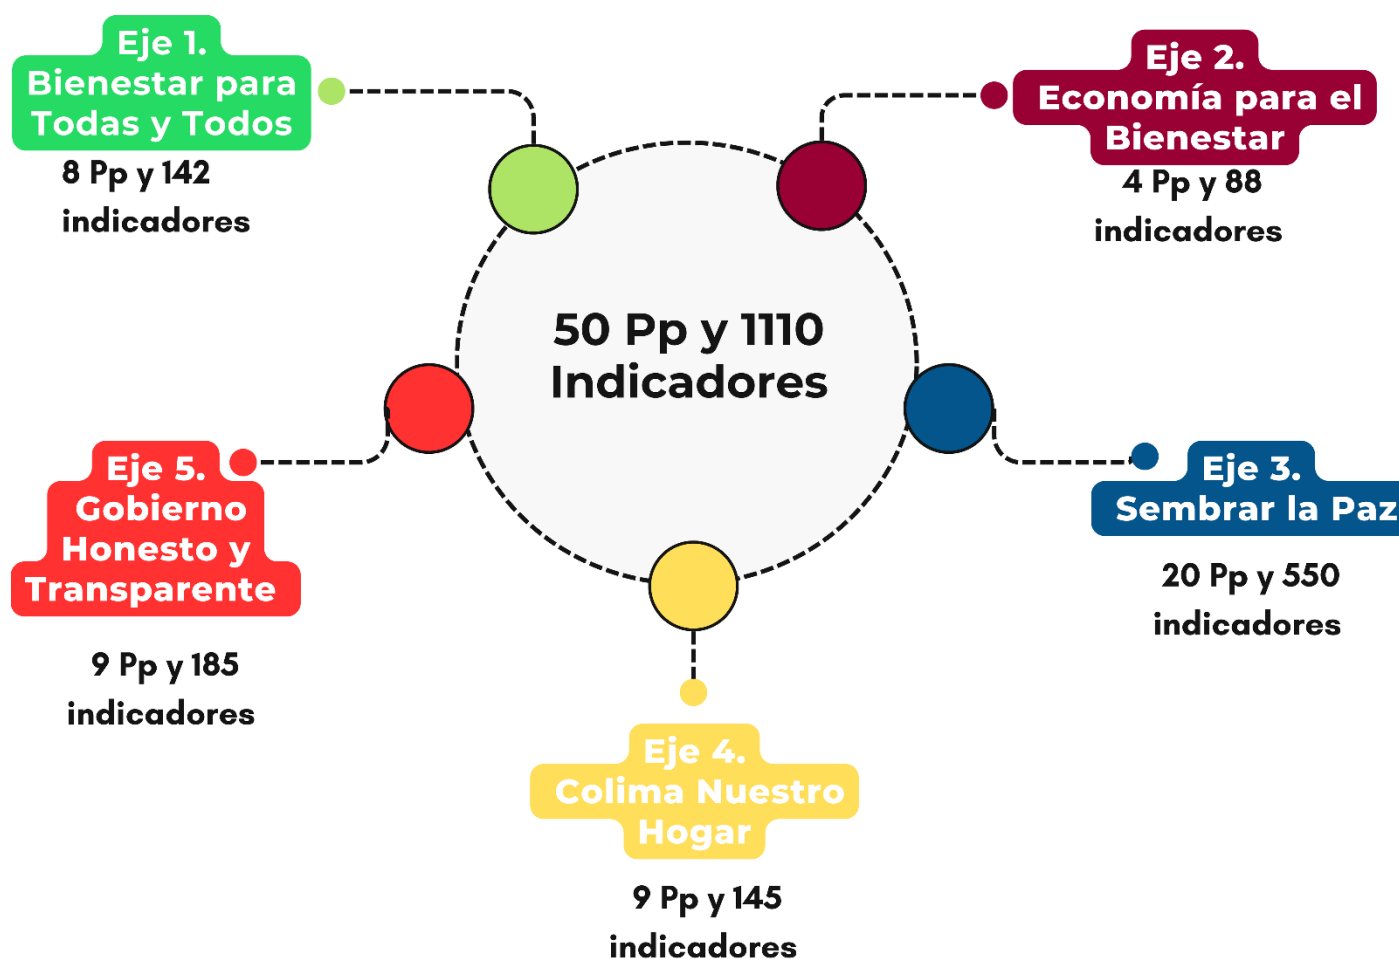 Eje 1.
Bienestar para
Todas y Todos
8 Pp y 142
indicadores
Eje 2.
Economía para el
Bienestar
4 Pp y 88
indicadores
50 Pp y 1110
Indicadores
Eje 5.
Gobierno
Honesto y
Transparente
9 Pp y 185
indicadores
Eje 3.
Sembrar la Paz
20 Pp y 550
indicadores
Eje 4.
Colima Nuestro
Hogar
9 Pp y 145
indicadores